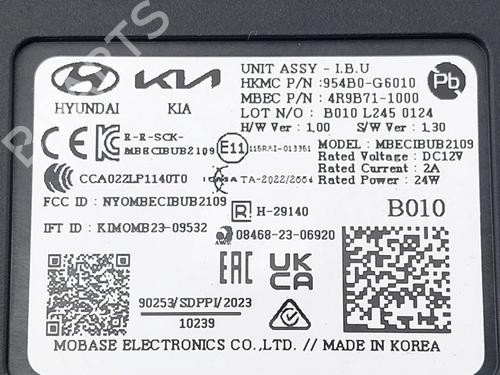 UNIT ASSY - I.B.U
HKMC P/N :954B0-G6010
MBEC P/N : 4R9B71-1000
LOT N/O : B010 L245 0124
H/W Ver : 1.00 S/W Ver : 1.30
HYUNDAI KIA
Pb
CE
R-R-SCK-
MBECIBUB2109
E11
MODEL : MBECIBUB2109
Rated Voltage : DC12V
Rated Current : 2A
Rated Power : 24W
CCA022LP1140T0
TA-2022/2664
FCC ID : NYOMBECIBUB2109
R H-29140
B010
IFT ID : KIMOMB23-09532
08468-23-06920
EAC UK CA
90253/SDPPI/2023
10239
MOBASE ELECTRONICS CO.,LTD. // MADE IN KOREA
PARTS